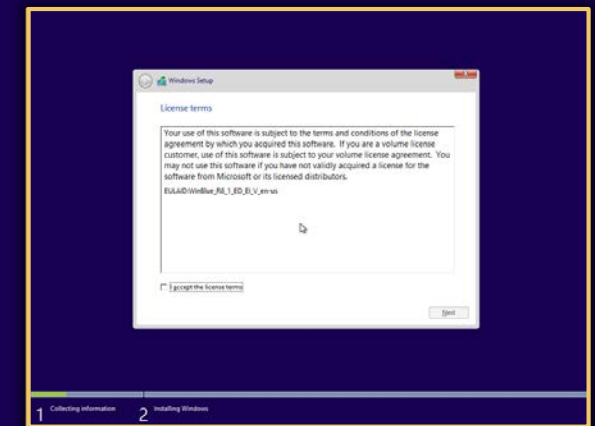 Windows Setup
License terms
Your use of this software is subject to the terms and conditions of the license
agreement by which you acquired this software. If you are a volume license
customer, use of this software is subject to your volume license agreement. You
may not use this software if you have not validly acquired a license for the
software from Microsoft or its licensed distributors.
EULAID:WinBlue_R8_1_ED_EI_V_en-us
I accept the license terms
Next
1 Collecting information 2 Installing Windows